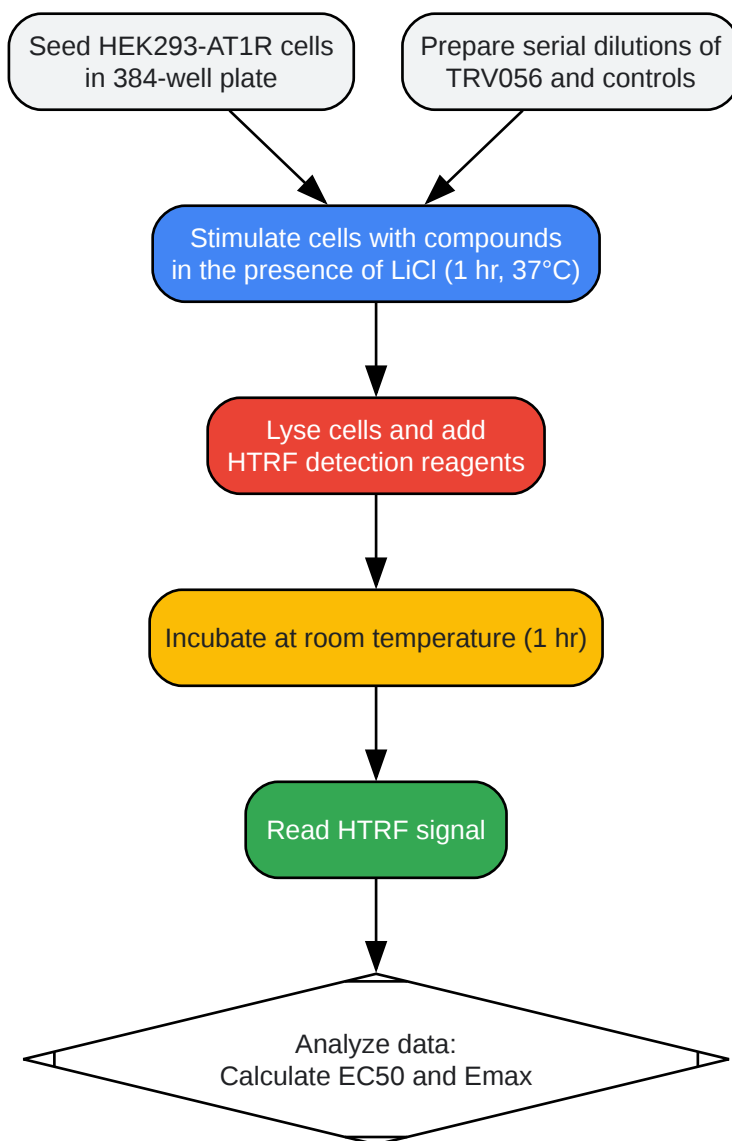 Seed HEK293-AT1R cells
in 384-well plate
Prepare serial dilutions of
TRV056 and controls
Stimulate cells with compounds
in the presence of LiCl (1 hr, 37°C)
Lyse cells and add
HTRF detection reagents
Incubate at room temperature (1 hr)
Read HTRF signal
Analyze data:
Calculate EC50 and Emax